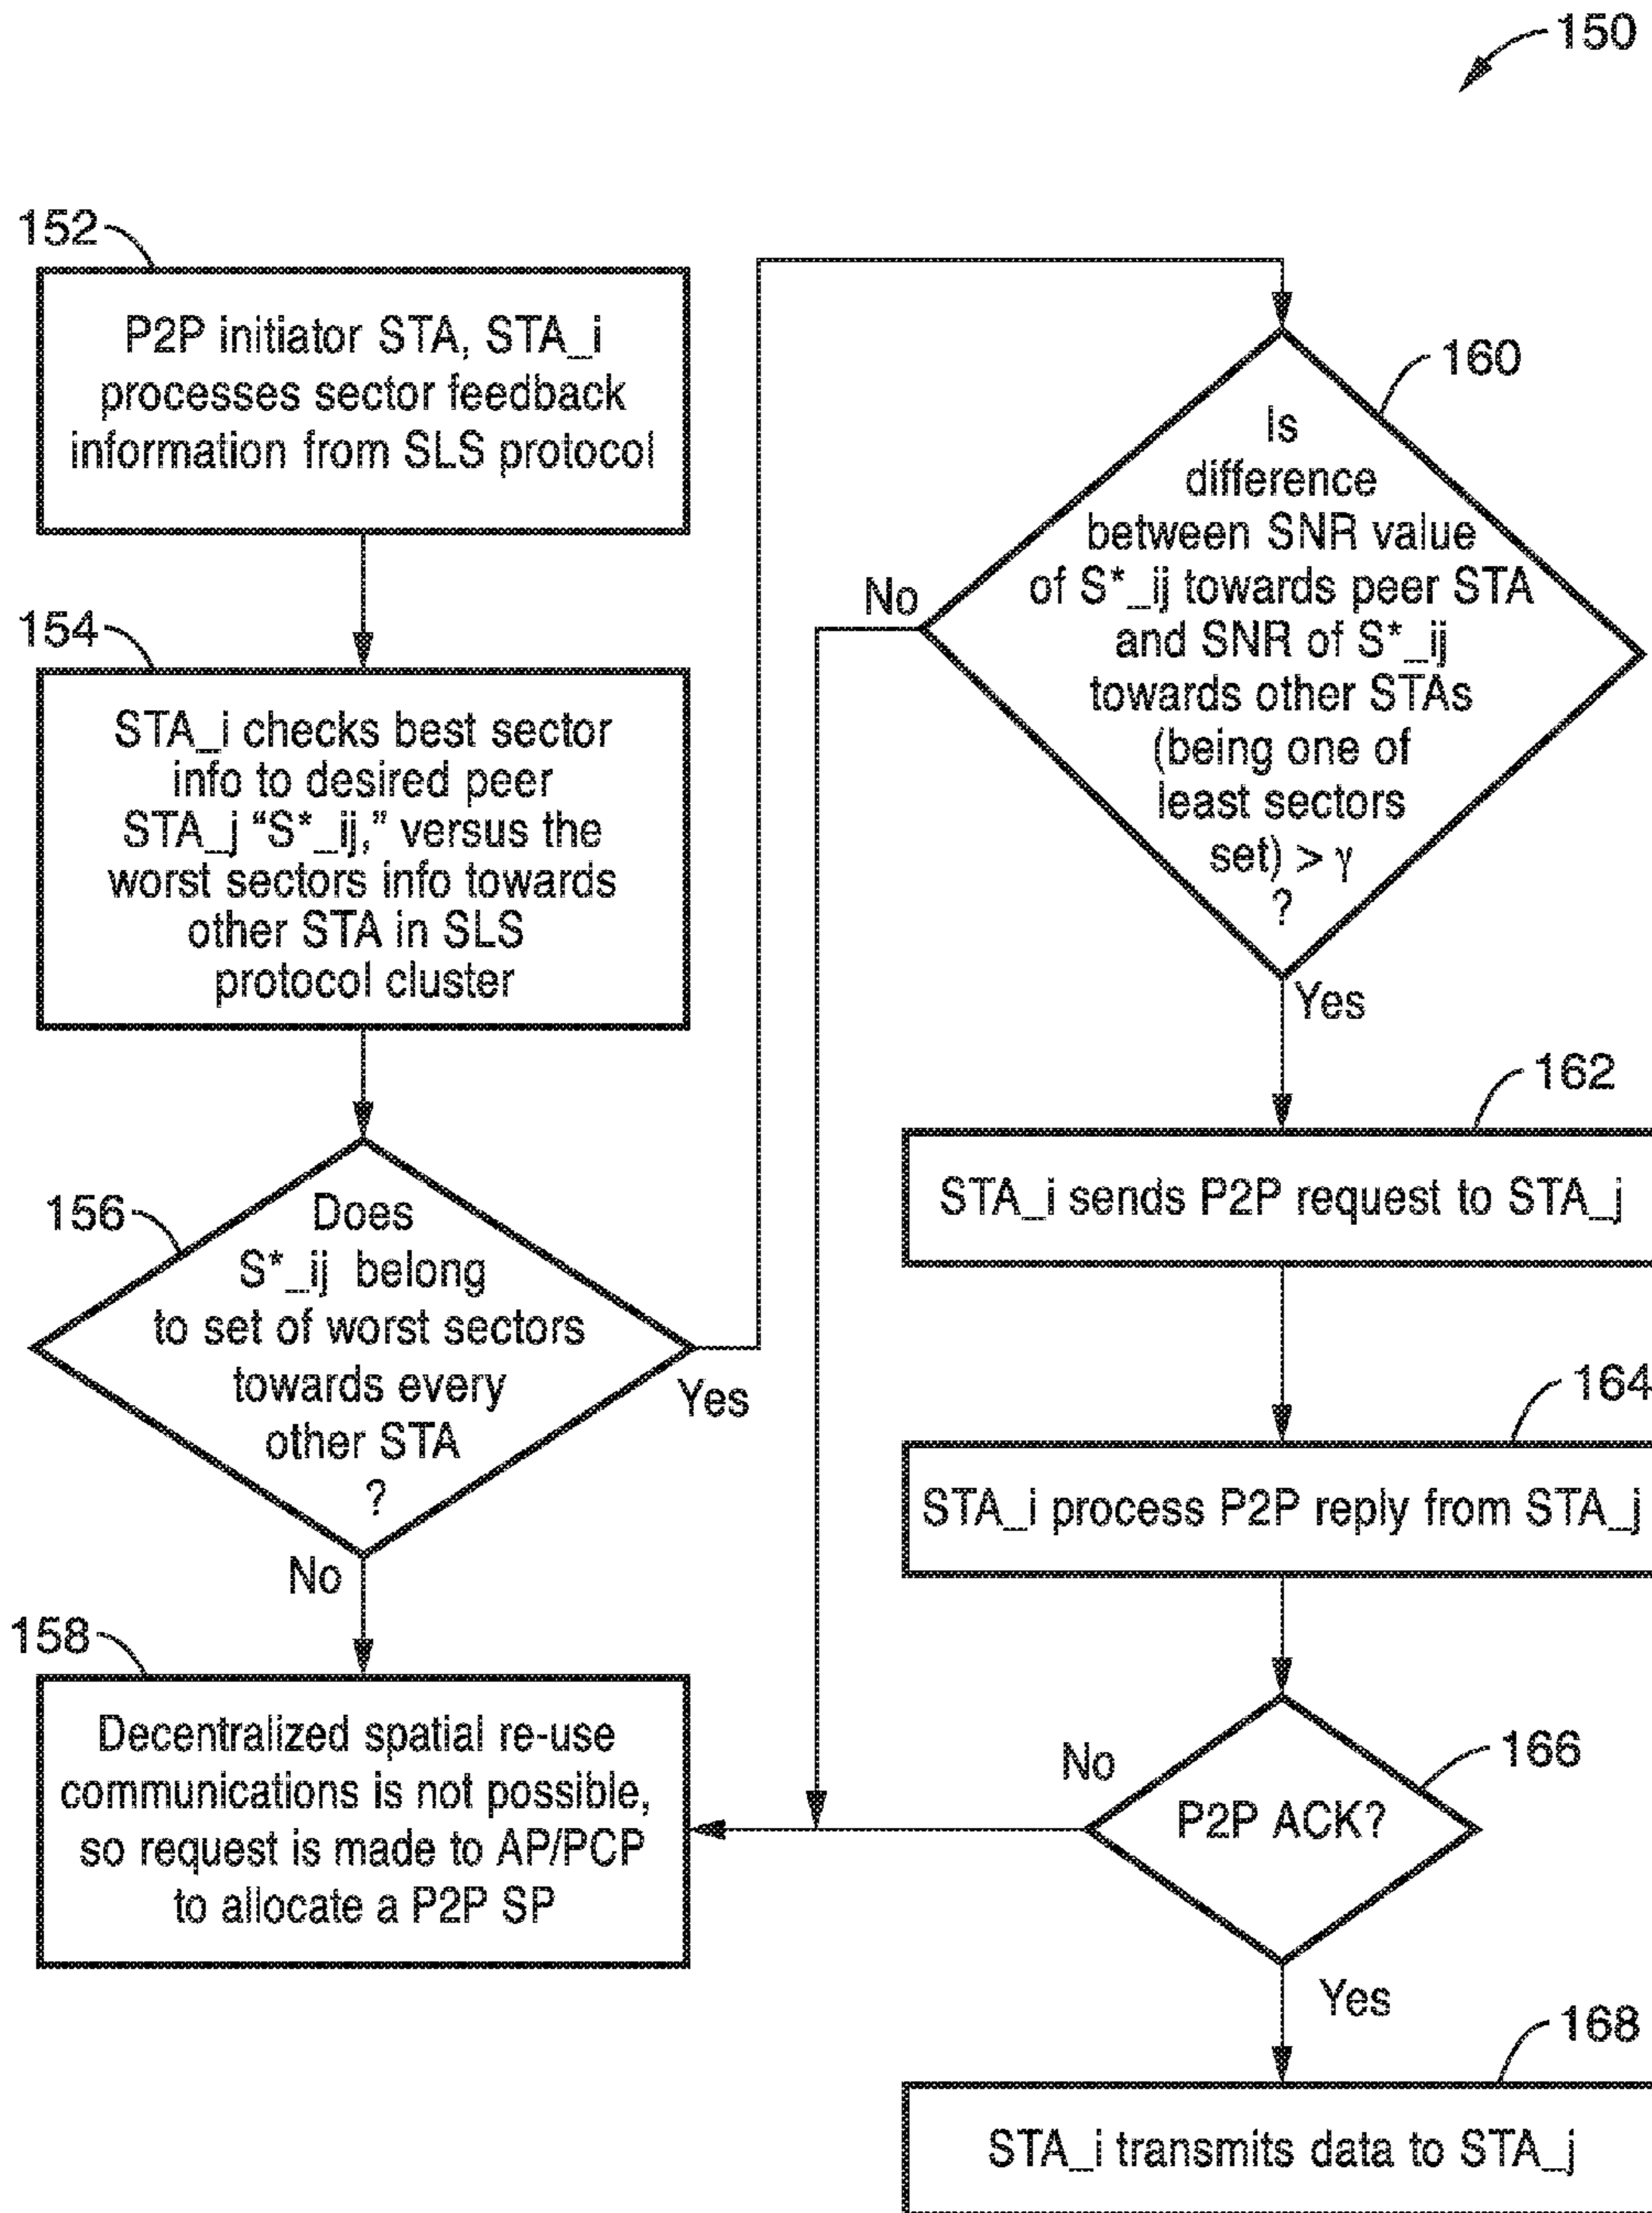 150
152
P2P initiator STA, STA_i
processes sector feedback
information from SLS protocol
154
STA_i checks best sector
info to desired peer
STA_j “S*_ij,” versus the
worst sectors info towards
other STA in SLS
protocol cluster
156
Does
S*_ij belong
to set of worst sectors
towards every
other STA
?
Yes
No
158
Decentralized spatial re-use
communications is not possible,
so request is made to AP/PCP
to allocate a P2P SP
160
Is
difference
between SNR value
of S*_ij towards peer STA
and SNR of S*_ij
towards other STAs
(being one of
least sectors
set) > γ
?
No
Yes
162
STA_i sends P2P request to STA_j
164
STA_i process P2P reply from STA_j
166
P2P ACK?
No
Yes
168
STA_i transmits data to STA_j